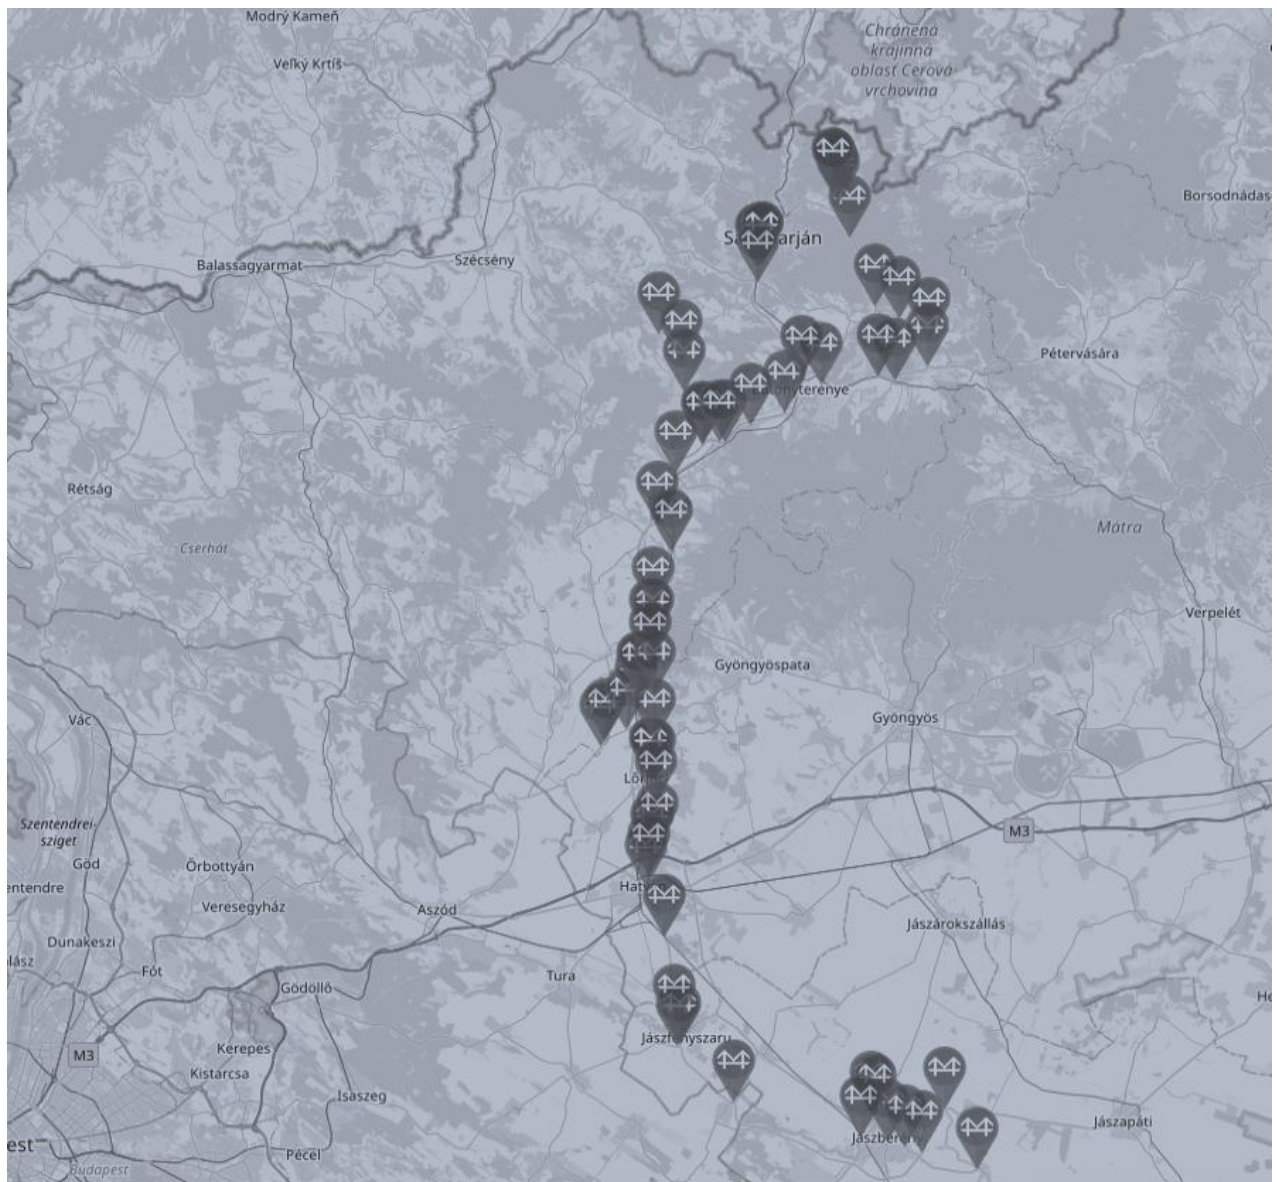 Modrý Kameň
Chránená
krajinná
oblasť Cerová
vrchovina
Veľký Krtíš
Borsodnádas
Balassagyarmat
Szécsény
Pétervására
Rétság
Mátra
Cserhát
Verpelét
Gyöngyöspata
Vác
Gyöngyös
Szentendrei-
sziget
M3
Göd
Őrbottyán
entendre
Veresegyház
Aszód
Jászárokszállás
Dunakeszi
Fót
Tura
Gödöllő
Jászfényszaru
M3
Kerepes
Kistarcsa
Isaszeg
Jászapáti
Jászberény
est
Pécel
Budapest